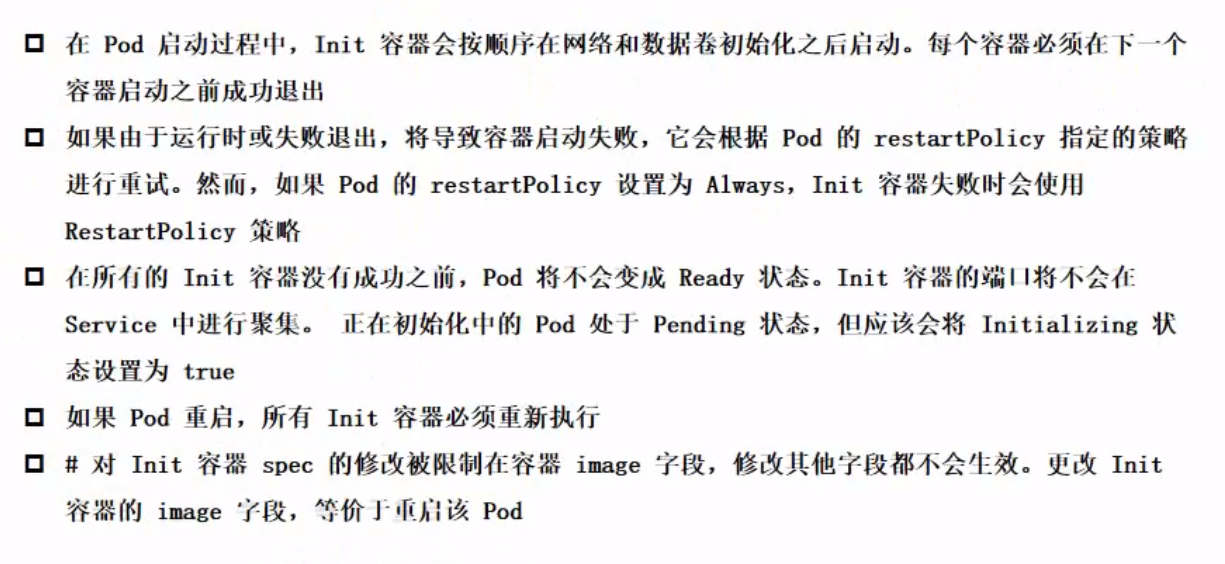 在 Pod 启动过程中，Init 容器会按顺序在网络和数据卷初始化之后启动。每个容器必须在下一个
容器启动之前成功退出
如果由于运行时或失败退出，将导致容器启动失败，它会根据 Pod 的 restartPolicy 指定的策略
进行重试。然而，如果 Pod 的 restartPolicy 设置为 Always，Init 容器失败时会使用
RestartPolicy 策略
在所有的 Init 容器没有成功之前，Pod 将不会变成 Ready 状态。Init 容器的端口将不会在
Service 中进行聚集。 正在初始化中的 Pod 处于 Pending 状态，但应该会将 Initializing 状
态设置为 true
如果 Pod 重启，所有 Init 容器必须重新执行
# 对 Init 容器 spec 的修改被限制在容器 image 字段，修改其他字段都不会生效。更改 Init
容器的 image 字段，等价于重启该 Pod